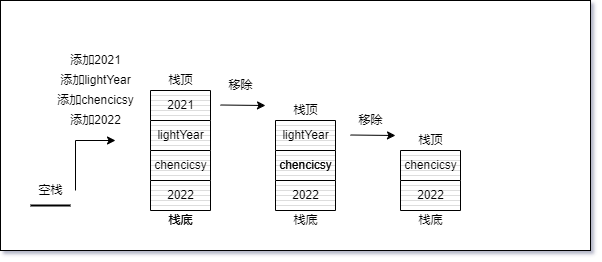 添加2021
添加lightYear
添加chencicsy
添加2022
空栈
栈顶
2021
lightYear
chencicsy
2022
栈底
移除
栈顶
lightYear
chencicsy
2022
栈底
移除
栈顶
chencicsy
2022
栈底